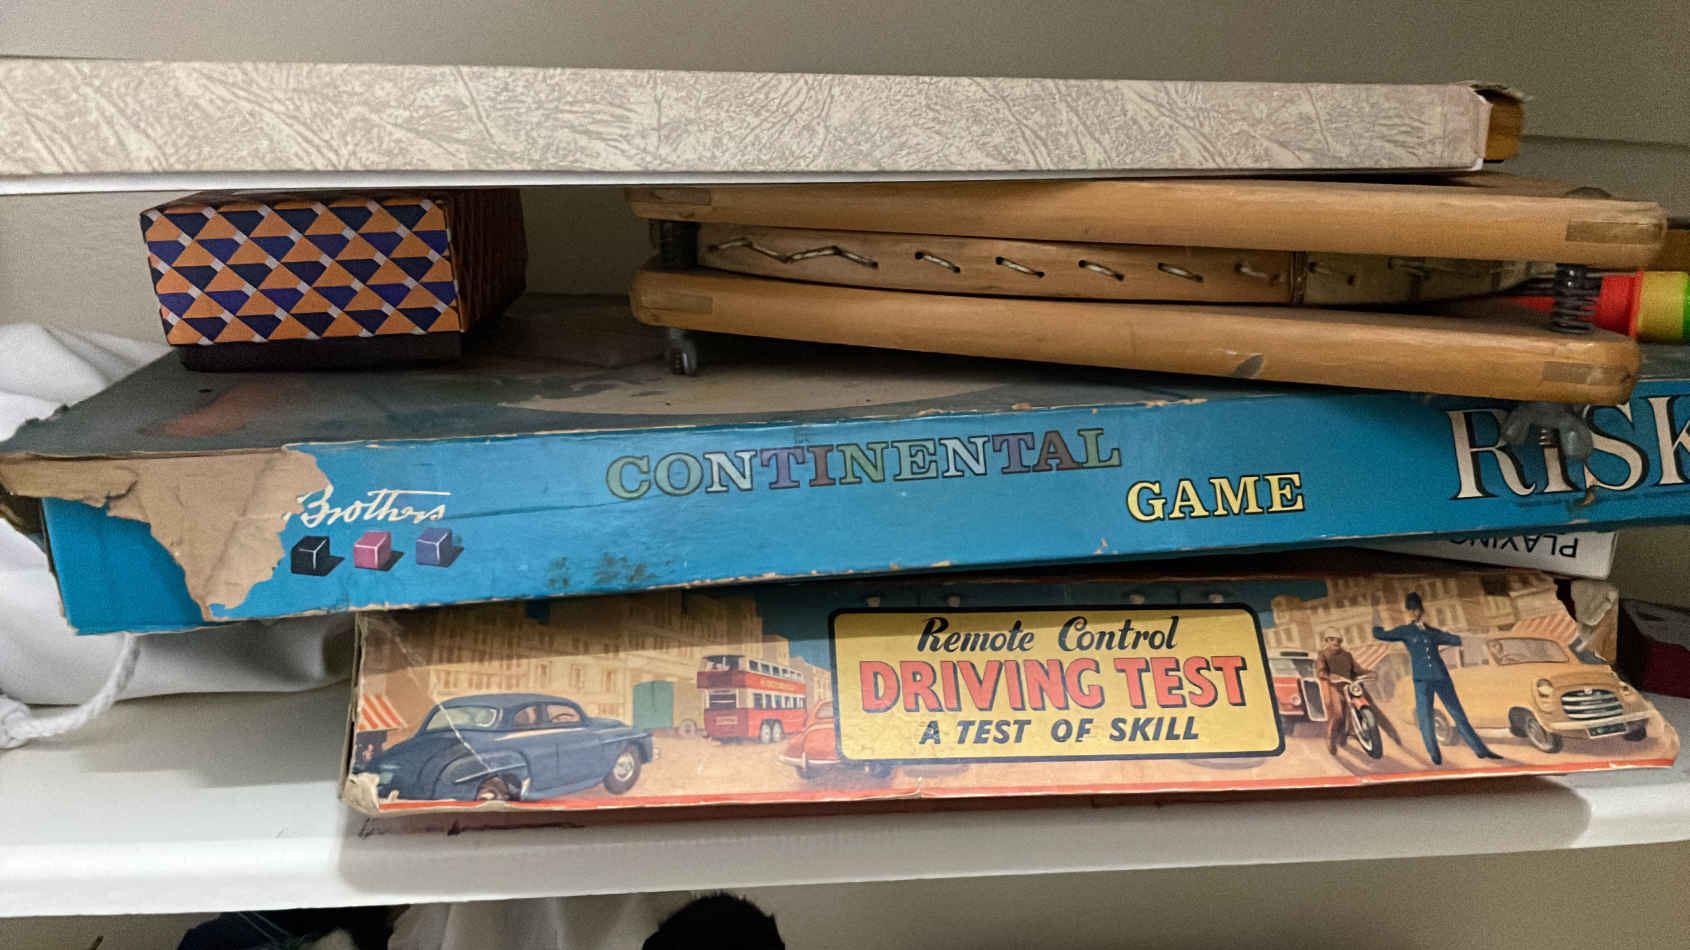 Brothers
CONTINENTAL
GAME
RISK
PLAYING
Remote Control
DRIVING TEST
A TEST OF SKILL